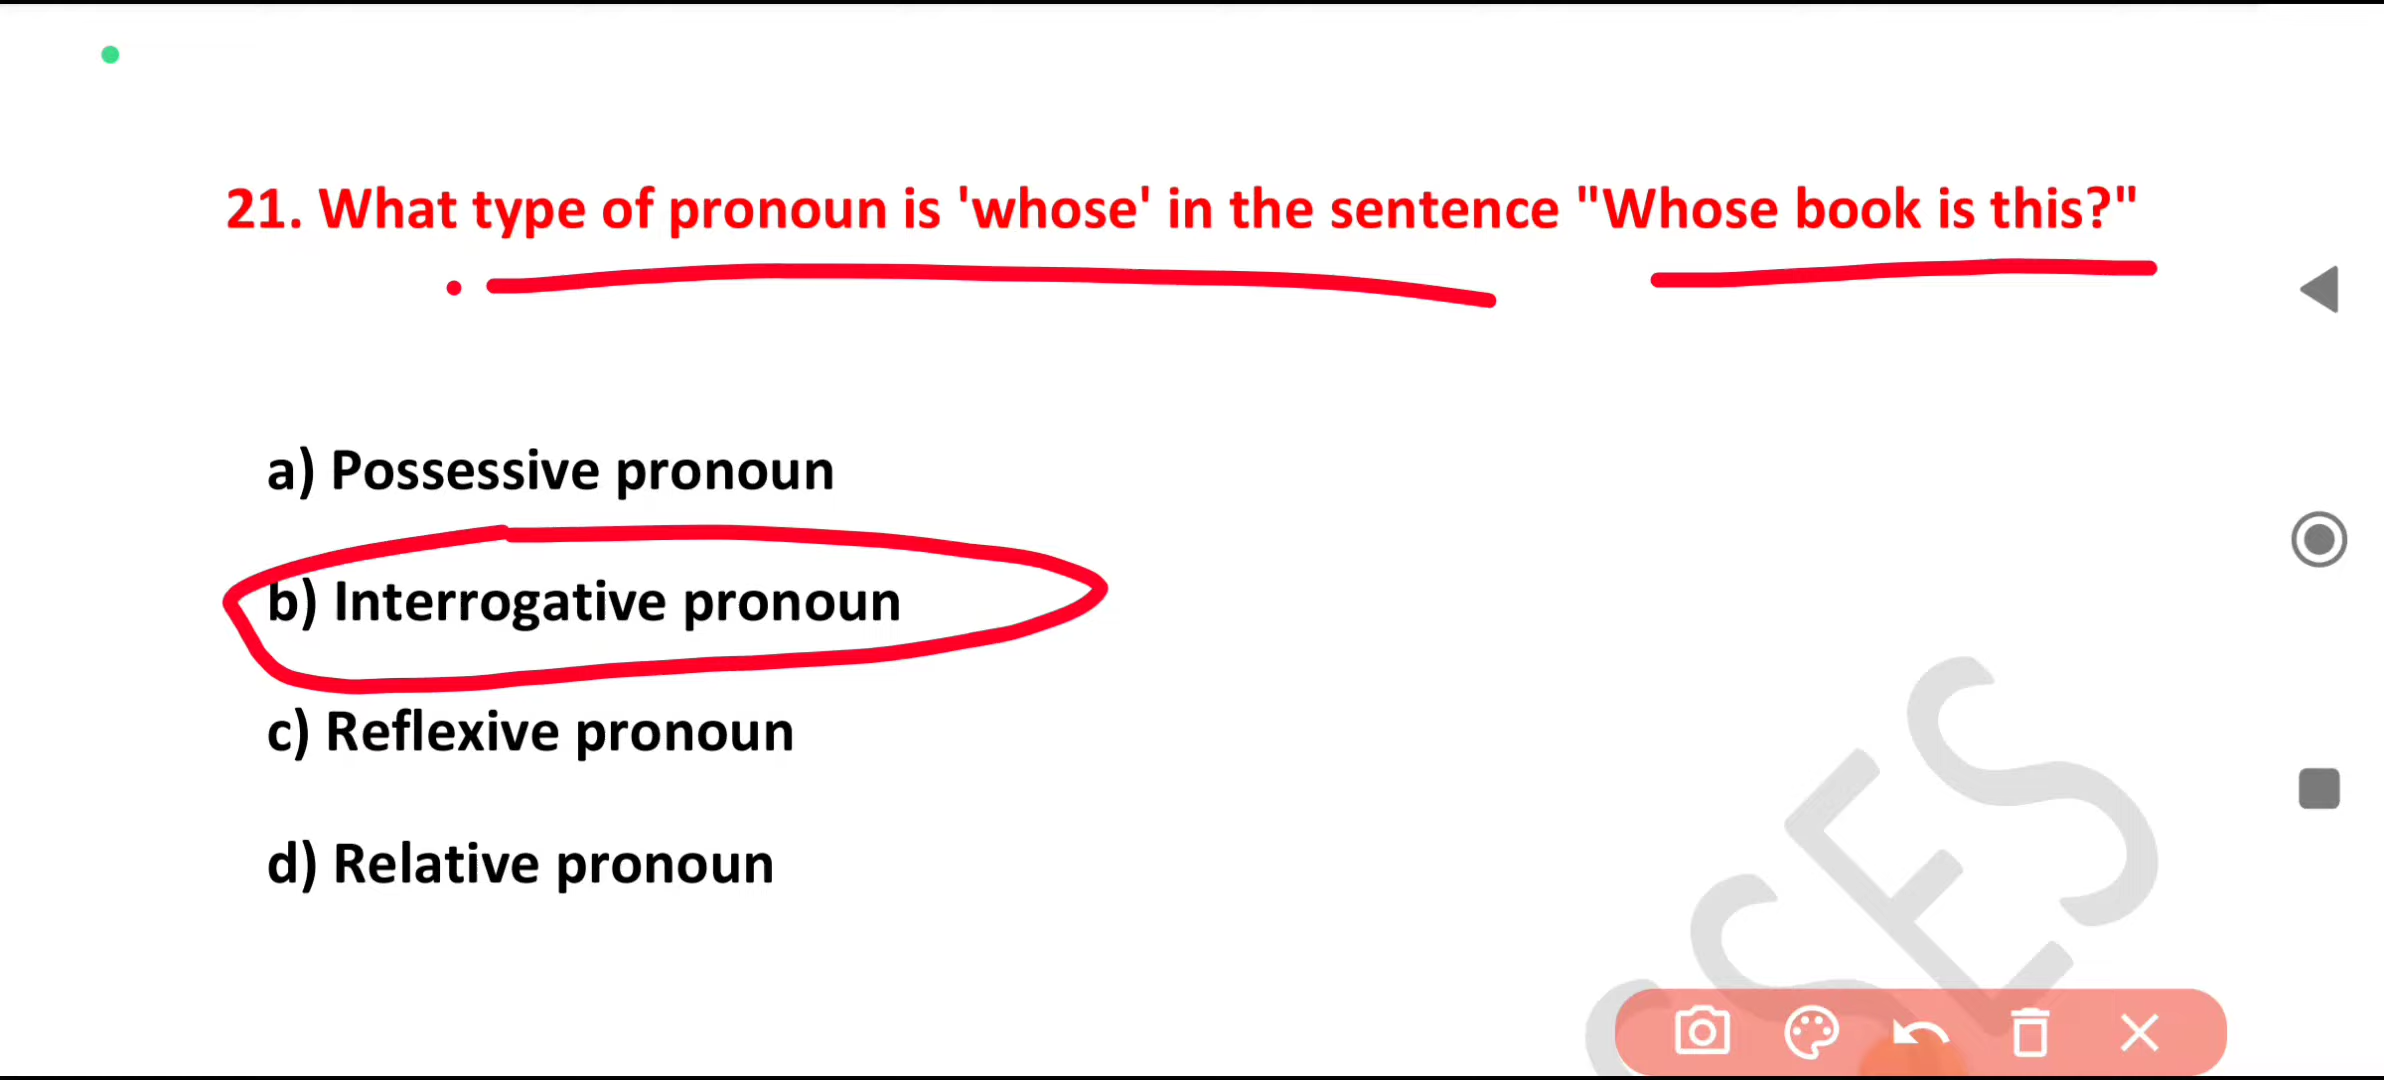 21. What type of pronoun is 'whose' in the sentence "Whose book is this?"
a) Possessive pronoun
b) Interrogative pronoun
c) Reflexive pronoun
d) Relative pronoun